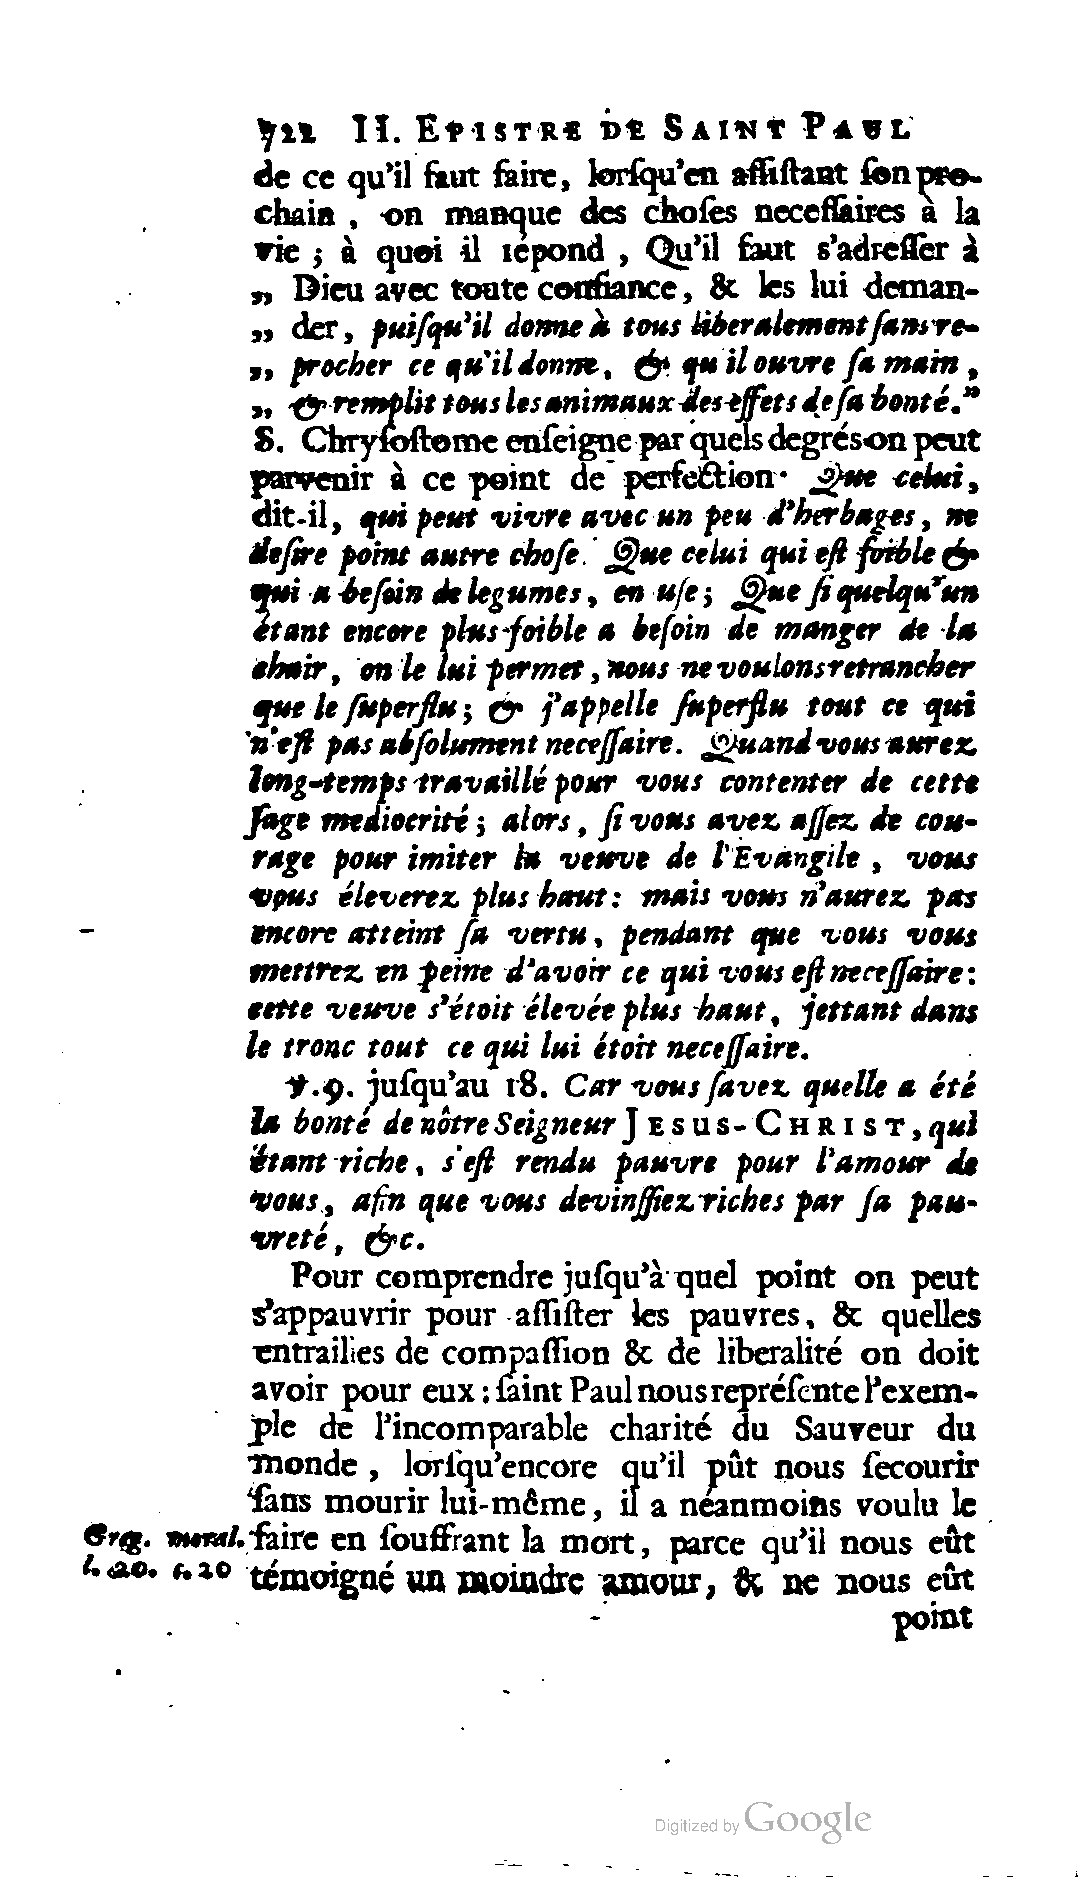 722 II. EPISTRE DE SAINT PAUL
de ce qu'il faut faire, lorſqu'en aſſiſtant ſon pro-
chain, on manque des choſes neceſſaires à la
vie; à quoi il répond, Qu'il faut s'adreſſer à
„ Dieu avec toute confiance, & les lui deman-
„ der, puiſqu'il donne à tous liberalement ſans re-
„ procher ce qu'il donne, & qu'il ouvre ſa main,
„ & remplit tous les animaux des effets de ſa bonté."
S. Chryſoſtome enſeigne par quels degrés on peut
parvenir à ce point de perfection. Que celui,
dit-il, qui peut vivre avec un peu d'herbages, ne
deſire point autre choſe. Que celui qui eſt foible &
qui a beſoin de legumes, en uſe; Que ſi quelqu'un
étant encore plus foible a beſoin de manger de la
chair, on le lui permet, nous ne voulons retrancher
que le ſuperflu; & j'appelle ſuperflu tout ce qui
n'eſt pas abſolument neceſſaire. Quand vous aurez
long-temps travaillé pour vous contenter de cette
ſage mediocrité; alors, ſi vous avez aſſez de cou-
rage pour imiter la veuve de l'Evangile, vous
vous éleverez plus haut: mais vous n'aurez pas
encore atteint ſa vertu, pendant que vous vous
mettrez en peine d'avoir ce qui vous eſt neceſſaire:
cette veuve s'étoit élevée plus haut, jettant dans
le tronc tout ce qui lui étoit neceſſaire.
℣.9. juſqu'au 18. Car vous ſavez quelle a été
la bonté de nôtre Seigneur JESUS-CHRIST, qui
étant riche, s'eſt rendu pauvre pour l'amour de
vous, afin que vous devinſſiez riches par ſa pau-
vreté, &c.
Pour comprendre juſqu'à quel point on peut
s'appauvrir pour aſſiſter les pauvres, & quelles
entrailles de compaſſion & de liberalité on doit
avoir pour eux: ſaint Paul nous repréſente l'exem-
ple de l'incomparable charité du Sauveur du
monde, lorſqu'encore qu'il pût nous ſecourir
ſans mourir lui-même, il a néanmoins voulu le
Greg. moral. faire en ſouffrant la mort, parce qu'il nous eût
l. 20. c. 20 témoigné un moindre amour, & ne nous eût
point
Digitized by Google